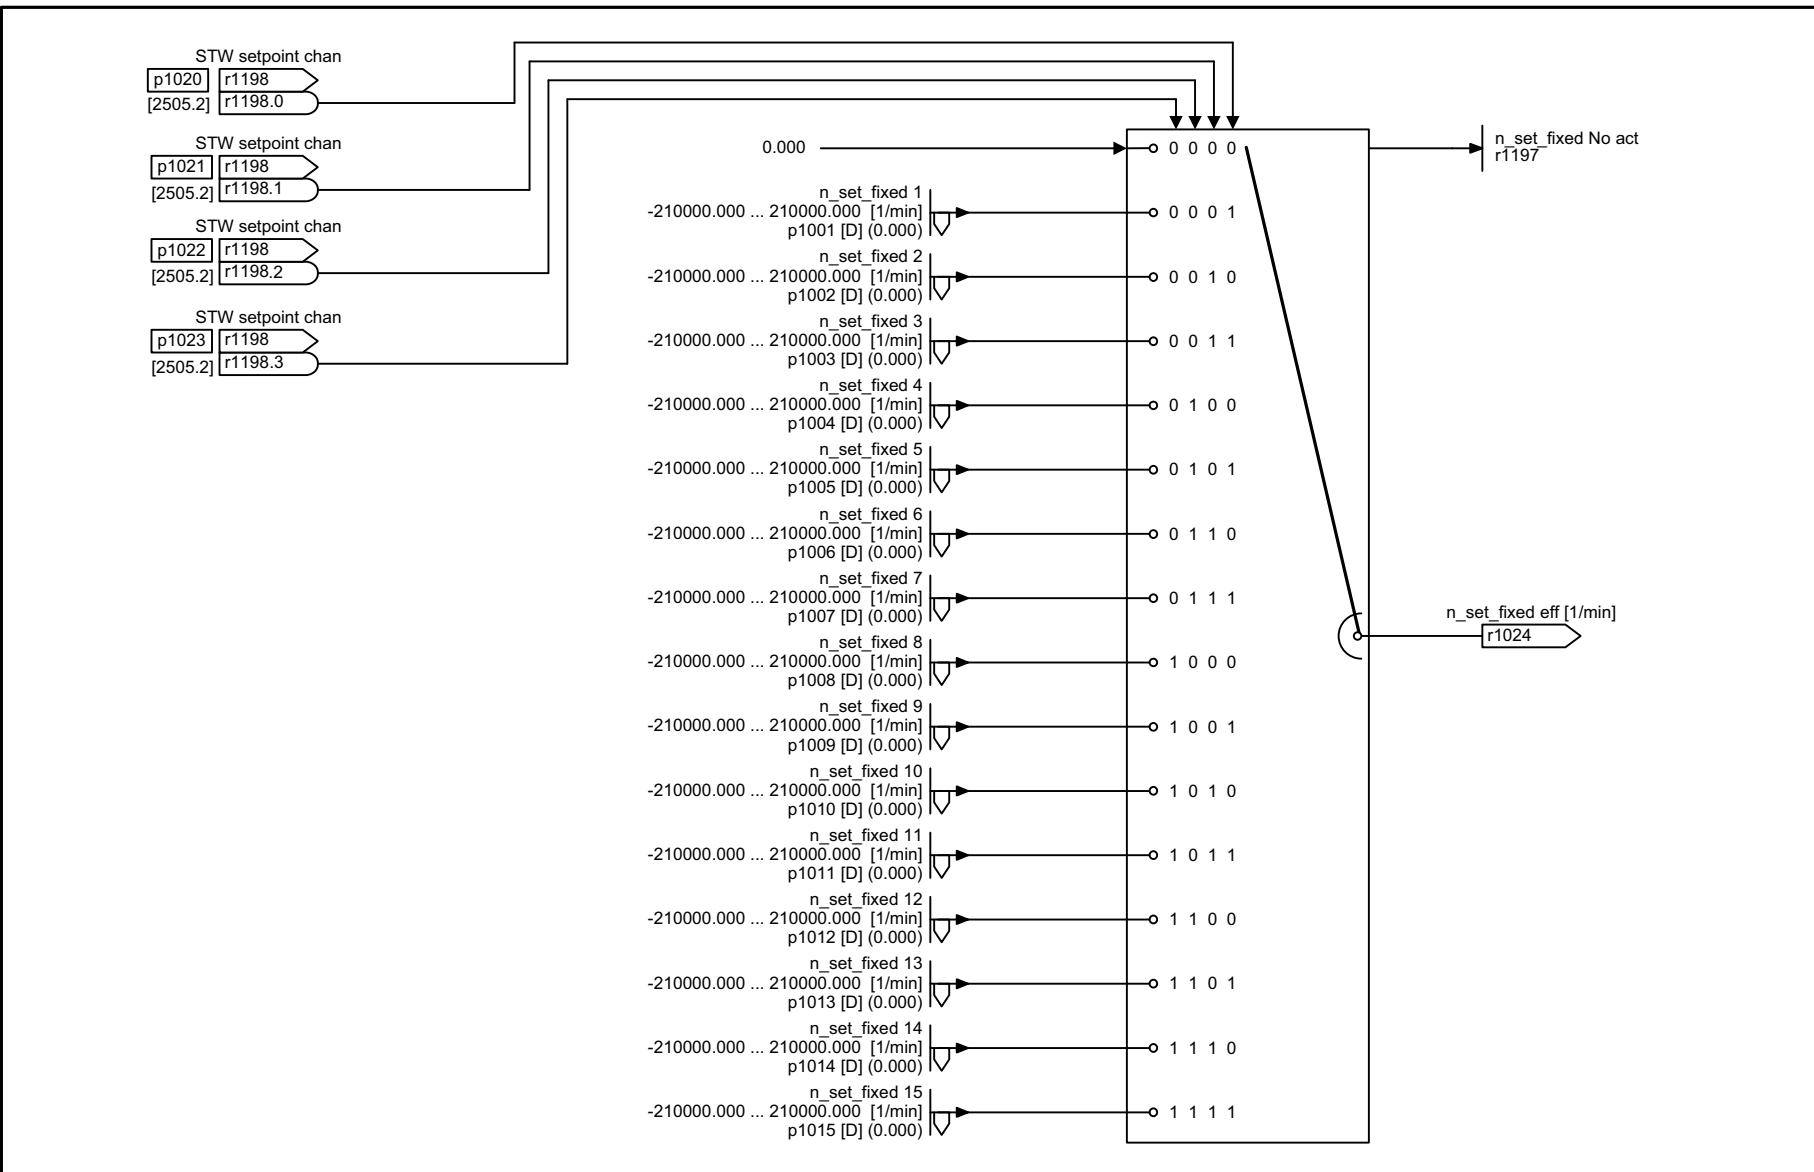 STW setpoint chan
p1020 r1198
[2505.2] r1198.0
STW setpoint chan
p1021 r1198
[2505.2] r1198.1
STW setpoint chan
p1022 r1198
[2505.2] r1198.2
STW setpoint chan
p1023 r1198
[2505.2] r1198.3
0.000
0 0 0 0
n_set_fixed No act
r1197
n_set_fixed 1
-210000.000 ... 210000.000 [1/min]
p1001 [D] (0.000)
0 0 0 1
n_set_fixed 2
-210000.000 ... 210000.000 [1/min]
p1002 [D] (0.000)
0 0 1 0
n_set_fixed 3
-210000.000 ... 210000.000 [1/min]
p1003 [D] (0.000)
0 0 1 1
n_set_fixed 4
-210000.000 ... 210000.000 [1/min]
p1004 [D] (0.000)
0 1 0 0
n_set_fixed 5
-210000.000 ... 210000.000 [1/min]
p1005 [D] (0.000)
0 1 0 1
n_set_fixed 6
-210000.000 ... 210000.000 [1/min]
p1006 [D] (0.000)
0 1 1 0
n_set_fixed 7
-210000.000 ... 210000.000 [1/min]
p1007 [D] (0.000)
0 1 1 1
n_set_fixed eff [1/min]
r1024
n_set_fixed 8
-210000.000 ... 210000.000 [1/min]
p1008 [D] (0.000)
1 0 0 0
n_set_fixed 9
-210000.000 ... 210000.000 [1/min]
p1009 [D] (0.000)
1 0 0 1
n_set_fixed 10
-210000.000 ... 210000.000 [1/min]
p1010 [D] (0.000)
1 0 1 0
n_set_fixed 11
-210000.000 ... 210000.000 [1/min]
p1011 [D] (0.000)
1 0 1 1
n_set_fixed 12
-210000.000 ... 210000.000 [1/min]
p1012 [D] (0.000)
1 1 0 0
n_set_fixed 13
-210000.000 ... 210000.000 [1/min]
p1013 [D] (0.000)
1 1 0 1
n_set_fixed 14
-210000.000 ... 210000.000 [1/min]
p1014 [D] (0.000)
1 1 1 0
n_set_fixed 15
-210000.000 ... 210000.000 [1/min]
p1015 [D] (0.000)
1 1 1 1